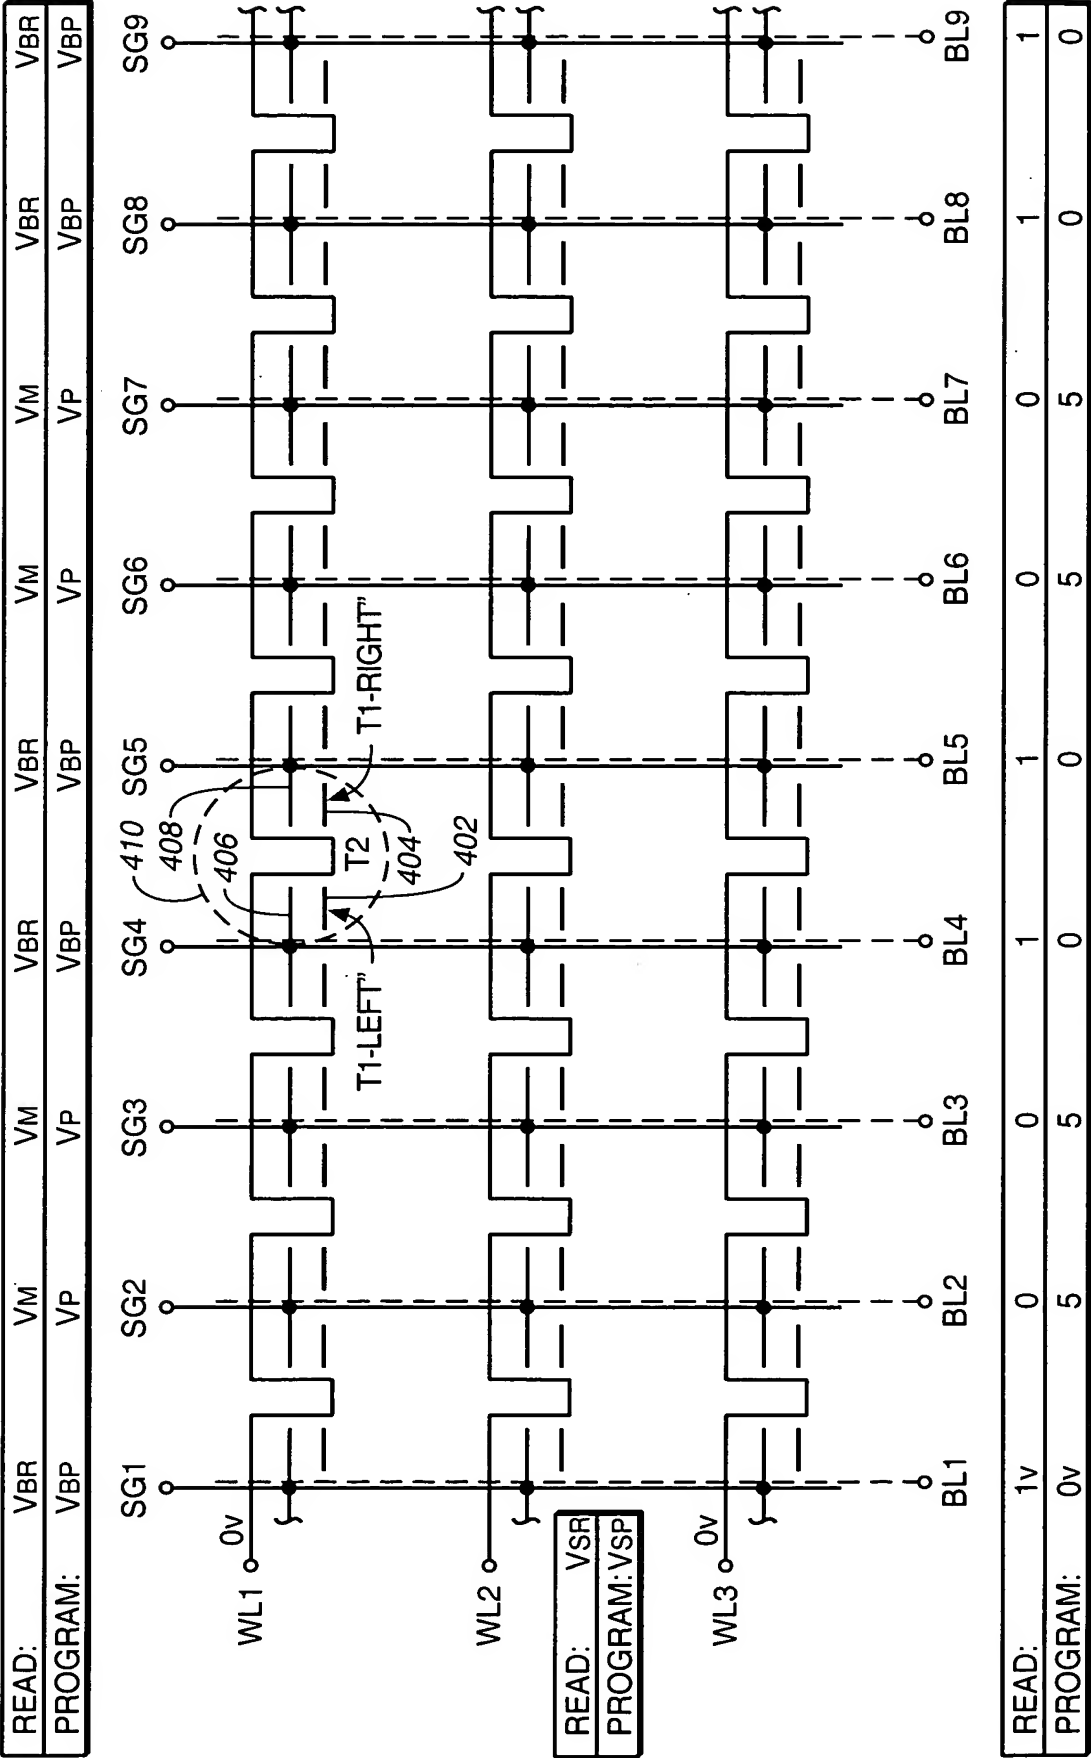 READ: VBR VM VM VBR VBR VM VM VBR VBR
PROGRAM: VBP VP VP VBP VBP VP VP VBP VBP
SG1 SG2 SG3 SG4 SG5 SG6 SG7 SG8 SG9
410
408
406
WL1 0v
T2
T1-LEFT" T1-RIGHT"
404
402
WL2
READ: VSR
PROGRAM: VSP
WL3 0v
BL1 BL2 BL3 BL4 BL5 BL6 BL7 BL8 BL9
READ: 1v 0 0 1 1 0 0 1 1
PROGRAM: 0v 5 5 0 0 5 5 0 0